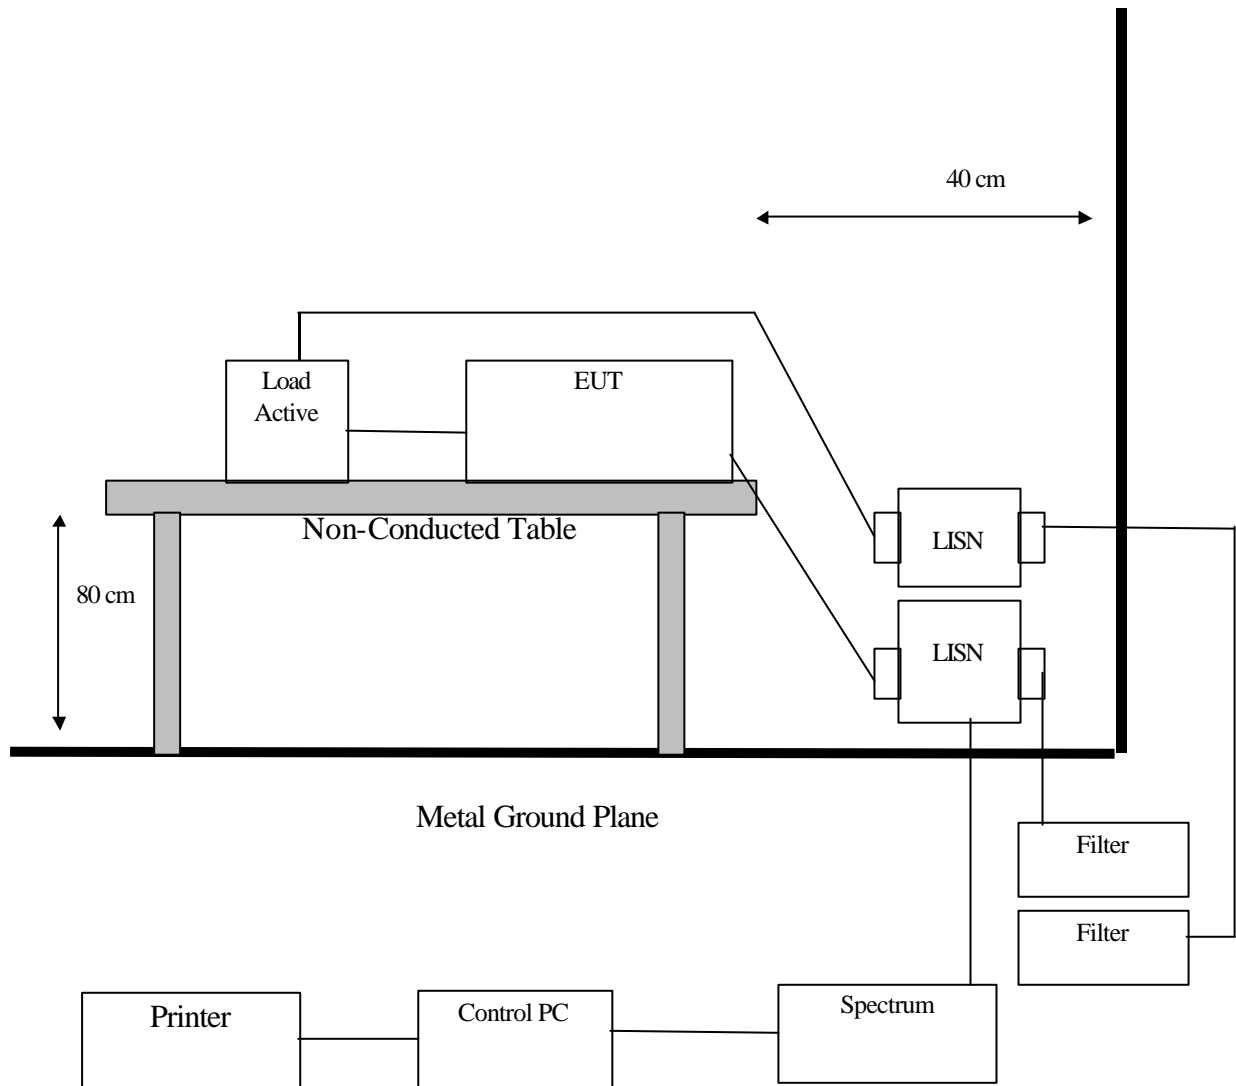 40 cm
Load
Active
EUT
Non-Conducted Table
LISN
80 cm
LISN
Metal Ground Plane
Filter
Filter
Printer
Control PC
Spectrum